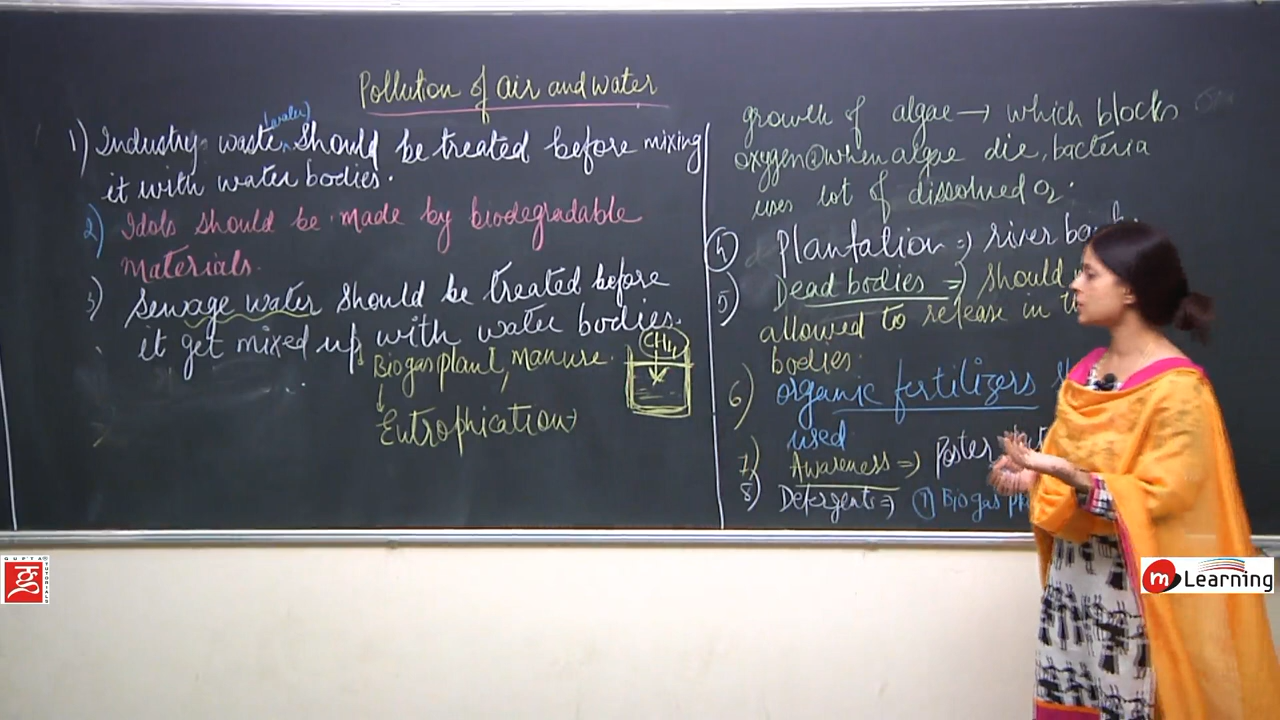 Pollution of air and water
(water)
1) Industry waste should be treated before mixing
it with water bodies.
2) Idols should be made by biodegradable
materials.
3) Sewage water should be treated before
it get mixed up with water bodies.
Biogas plant, manure.
CH4
Eutrophication
growth of algae → which blocks
oxygen ② when algae die, bacteria
uses lot of dissolved O2.
④ Plantation ⇒ river
5) Dead bodies ⇒ should
allowed to release in
bodies.
6) organic fertilizers
used
7) Awareness ⇒ Poster
8) Detergents ⇒ ① Biogas
GUPTA TUTORIALS
m Learning